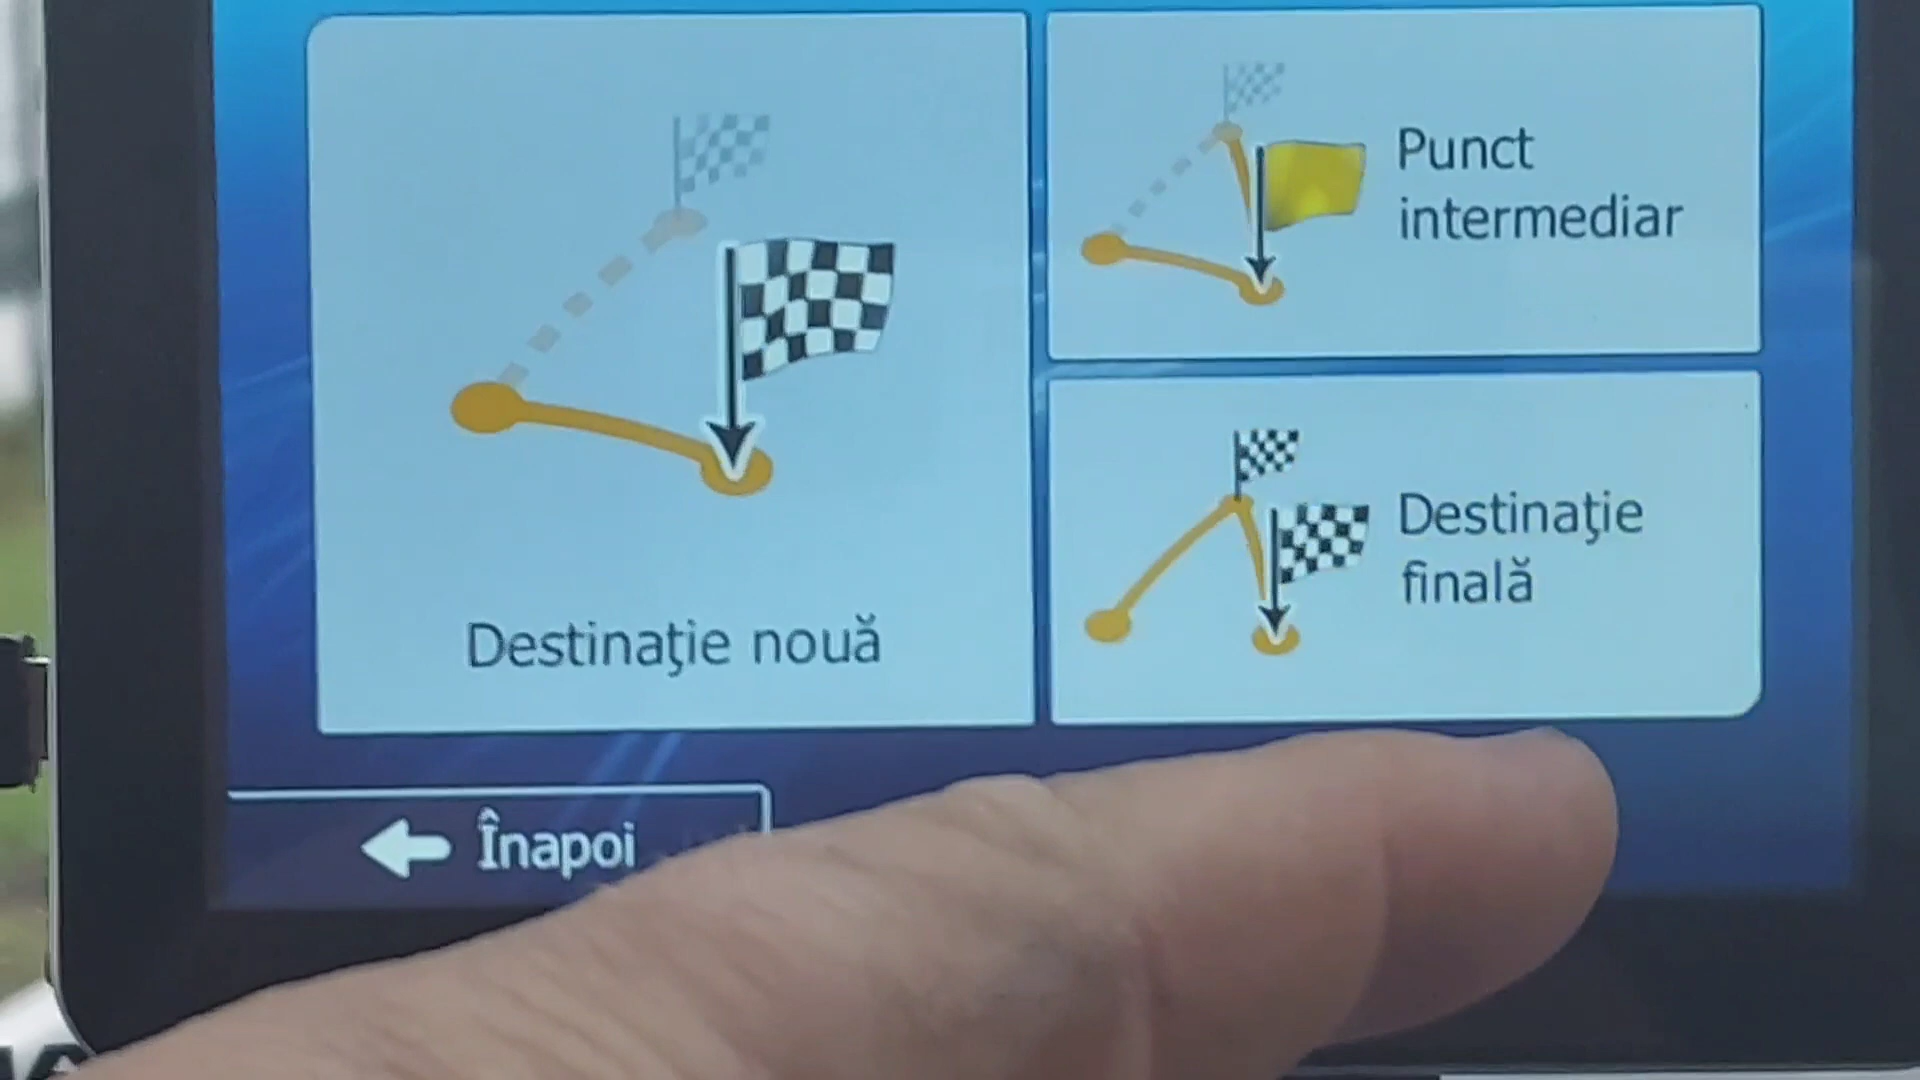 Destinaţie nouă
Punct
intermediar
Destinaţie
finală
Înapoi